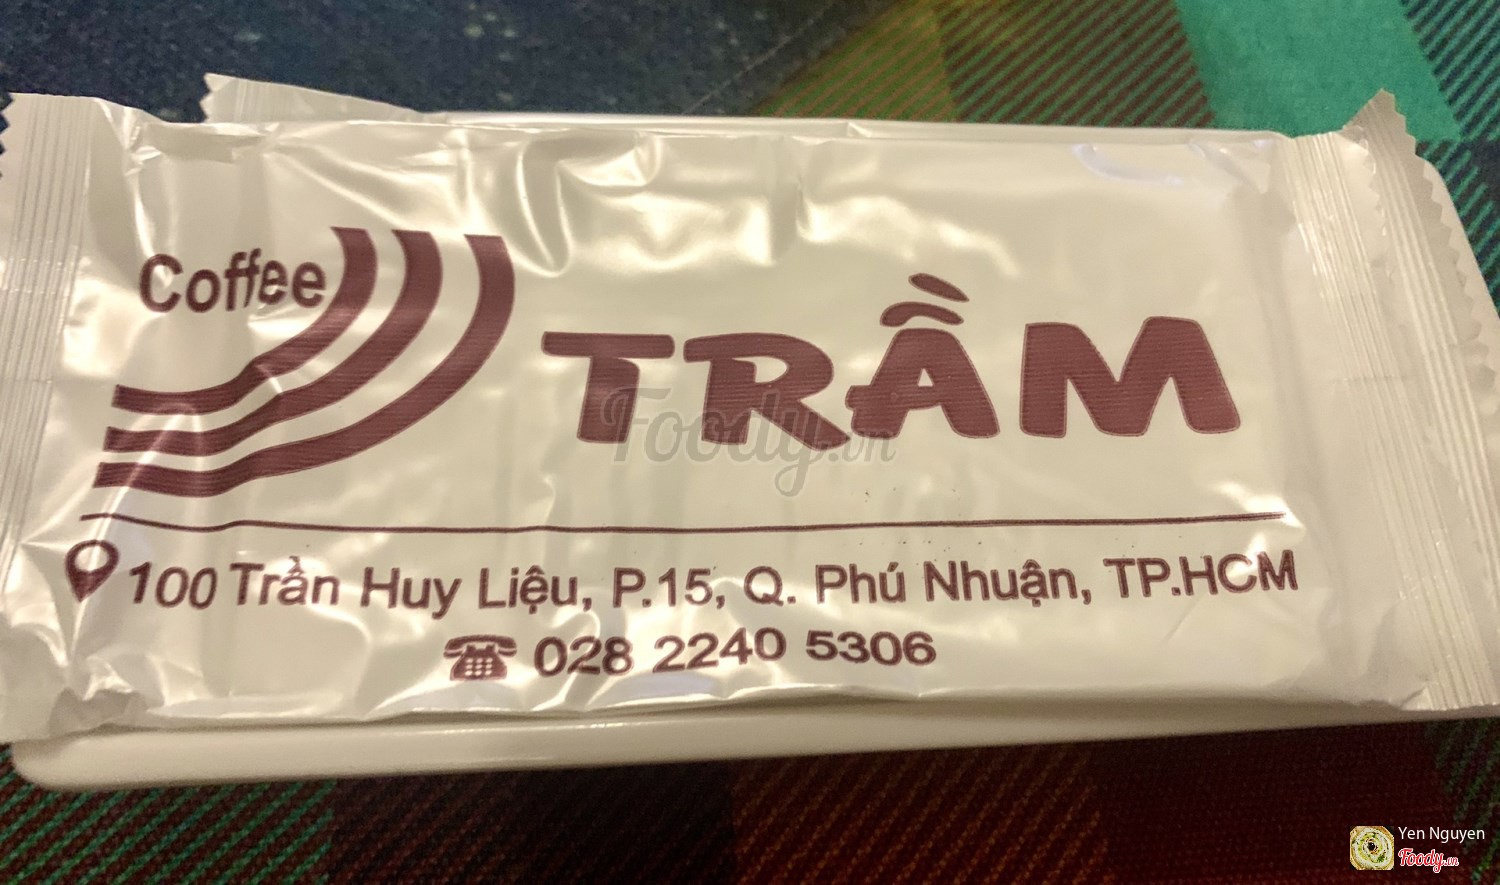 Coffee
TRẦM
Foody.vn
100 Trần Huy Liệu, P.15, Q. Phú Nhuận, TP.HCM
028 2240 5306
Yen Nguyen
Foody.vn